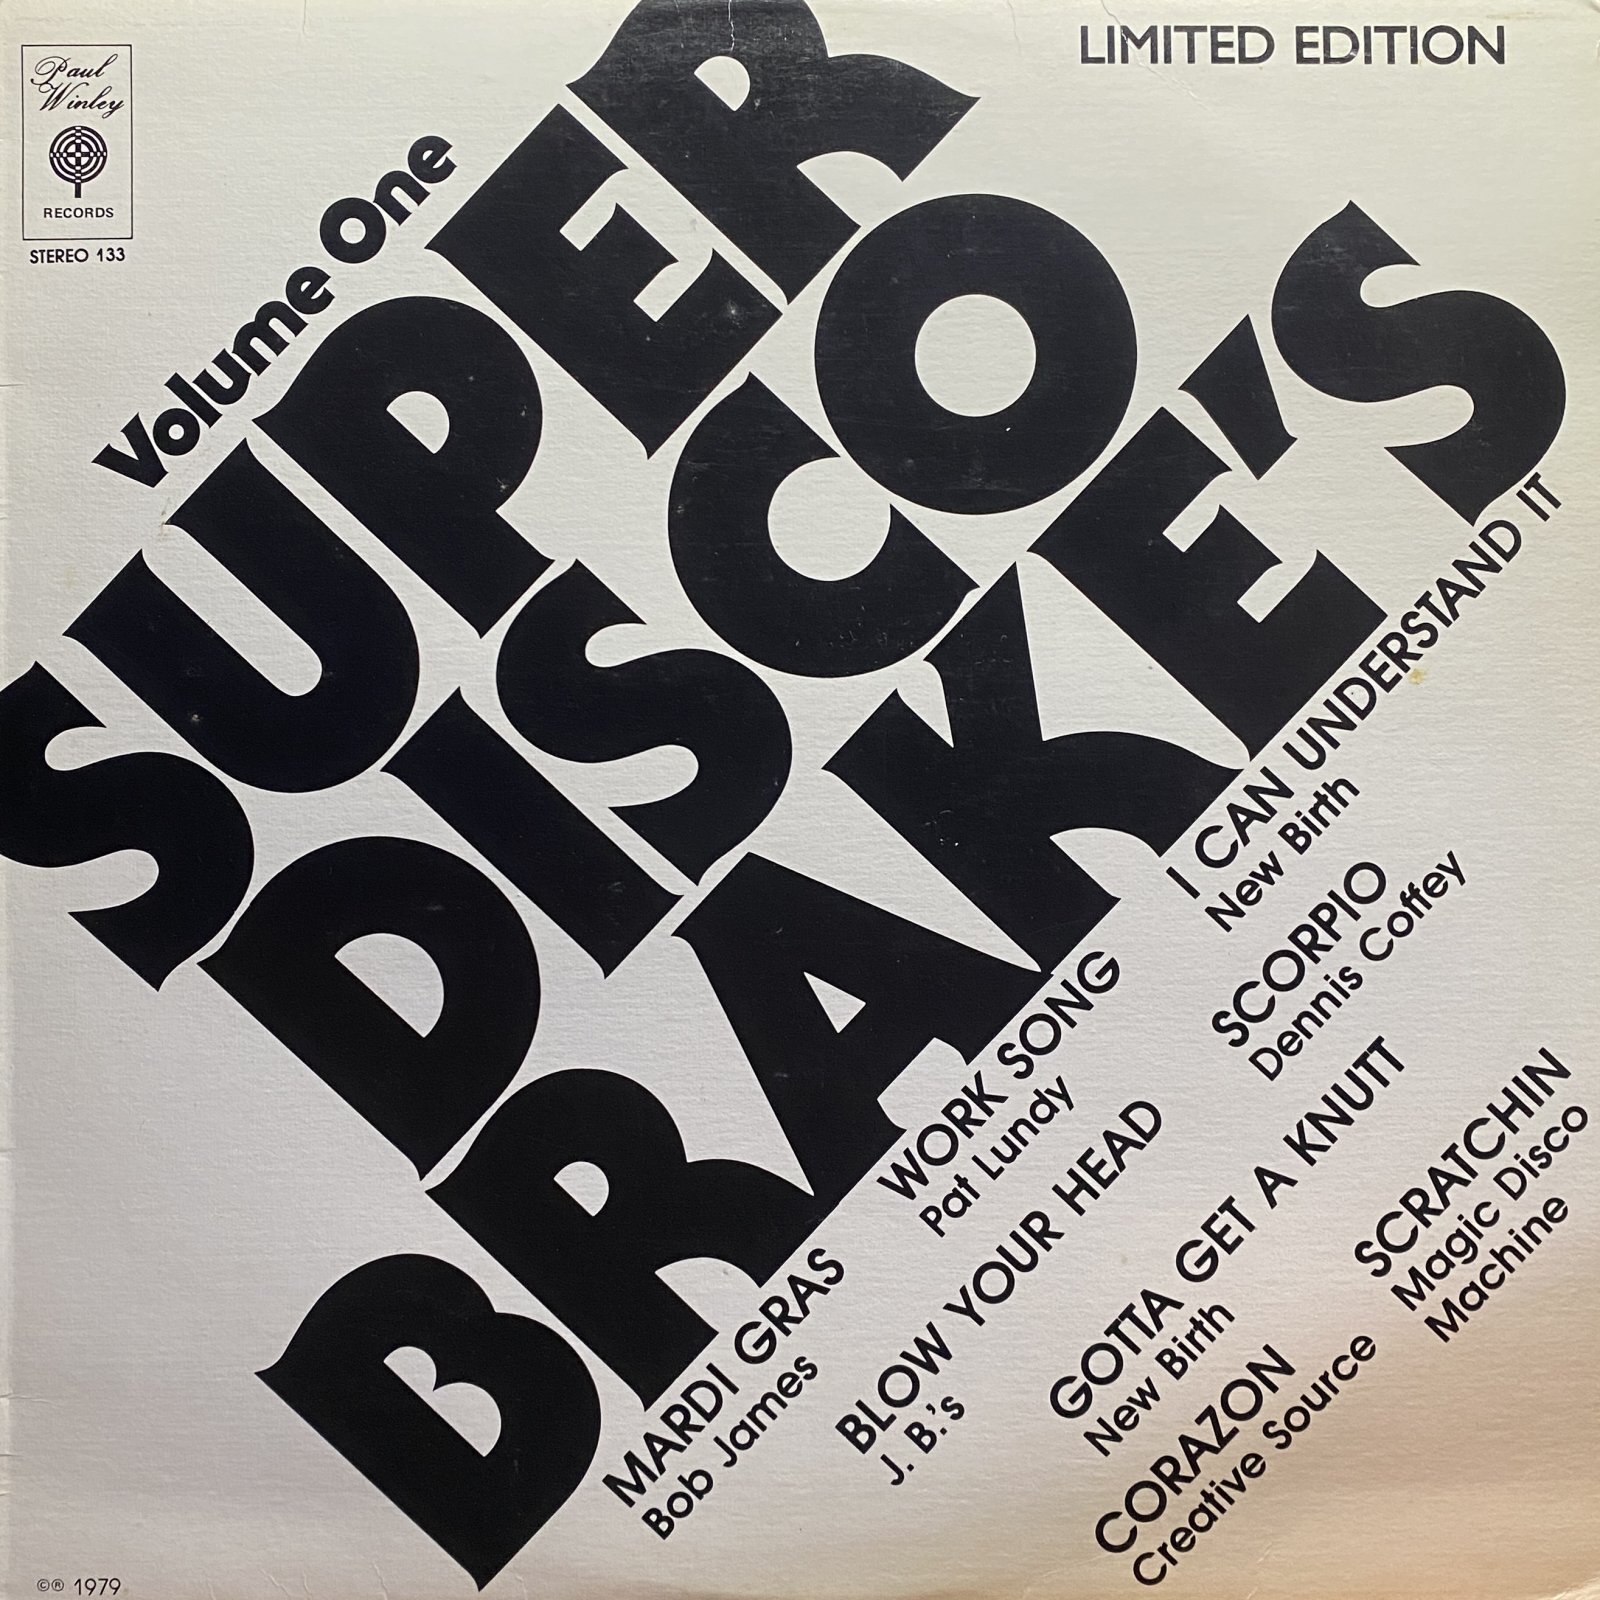 LIMITED EDITION
Paul
Winley
RECORDS
STEREO 133
Volume One
SUPER
DISCO
BRAKE'S
I CAN UNDERSTAND IT
New Birth
WORK SONG
Pat Lundy
SCORPIO
Dennis Coffey
MARDI GRAS
Bob James
BLOW YOUR HEAD
J. B.'s
GOTTA GET A KNUTT
New Birth
SCRATCHIN
Magic Disco
Machine
CORAZON
Creative Source
©® 1979